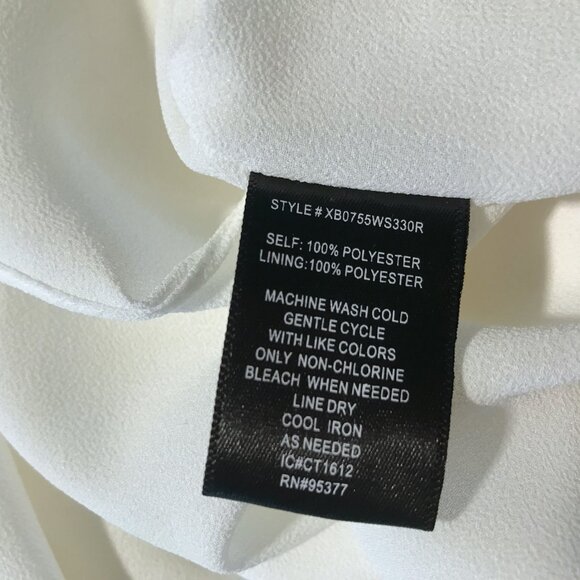 STYLE # XB0755WS330R
SELF: 100% POLYESTER
LINING:100% POLYESTER
MACHINE WASH COLD
GENTLE CYCLE
WITH LIKE COLORS
ONLY NON-CHLORINE
BLEACH WHEN NEEDED
LINE DRY
COOL IRON
AS NEEDED
IC#CT1612
RN#95377